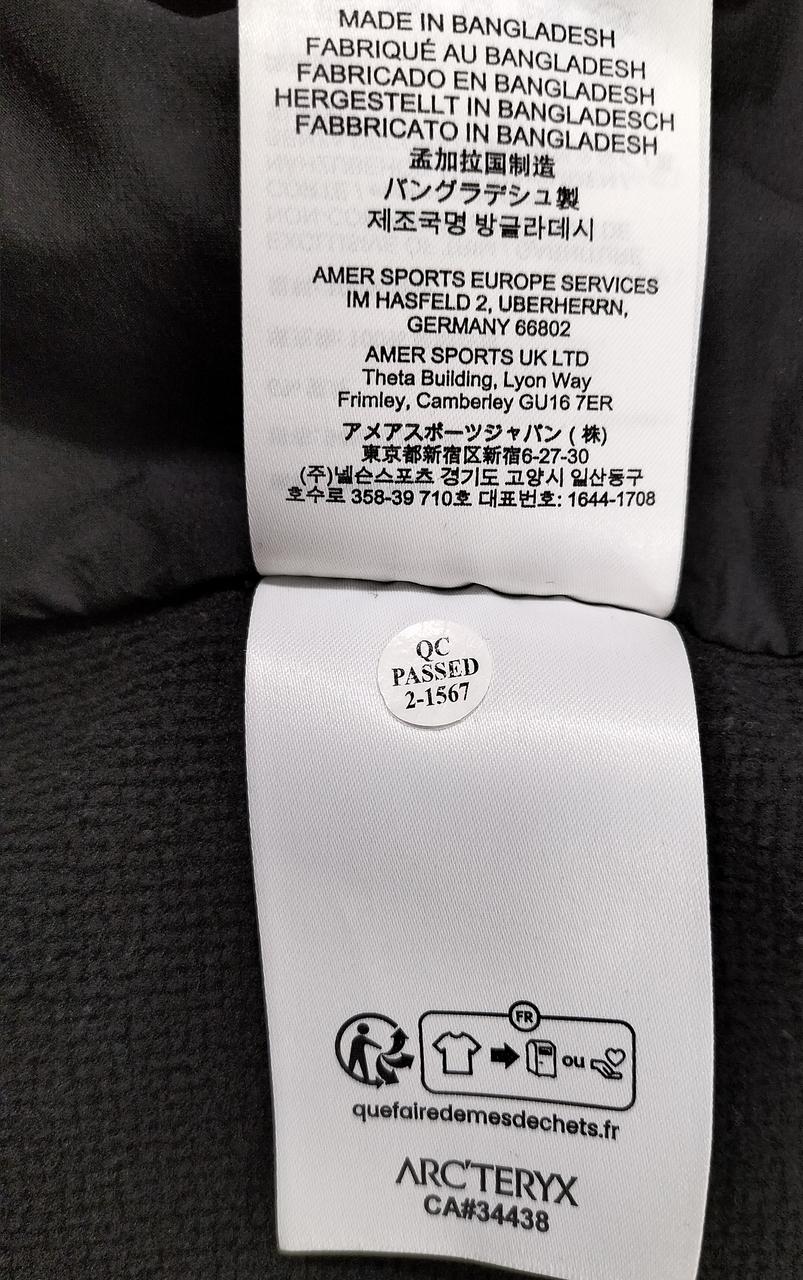 MADE IN BANGLADESH
FABRIQUÉ AU BANGLADESH
FABRICADO EN BANGLADESH
HERGESTELLT IN BANGLADESCH
FABBRICATO IN BANGLADESH
孟加拉国制造
バングラデシュ製
제조국명 방글라데시
AMER SPORTS EUROPE SERVICES
IM HASFELD 2, UBERHERRN,
GERMANY 66802
AMER SPORTS UK LTD
Theta Building, Lyon Way
Frimley, Camberley GU16 7ER
アメアスポーツジャパン ( 株)
東京都新宿区新宿6-27-30
(주)넬슨스포츠 경기도 고양시 일산동구
호수로 358-39 710호 대표번호: 1644-1708
QC
PASSED
2-1567
FR
ou
quefairedemesdechets.fr
ARC'TERYX
CA#34438